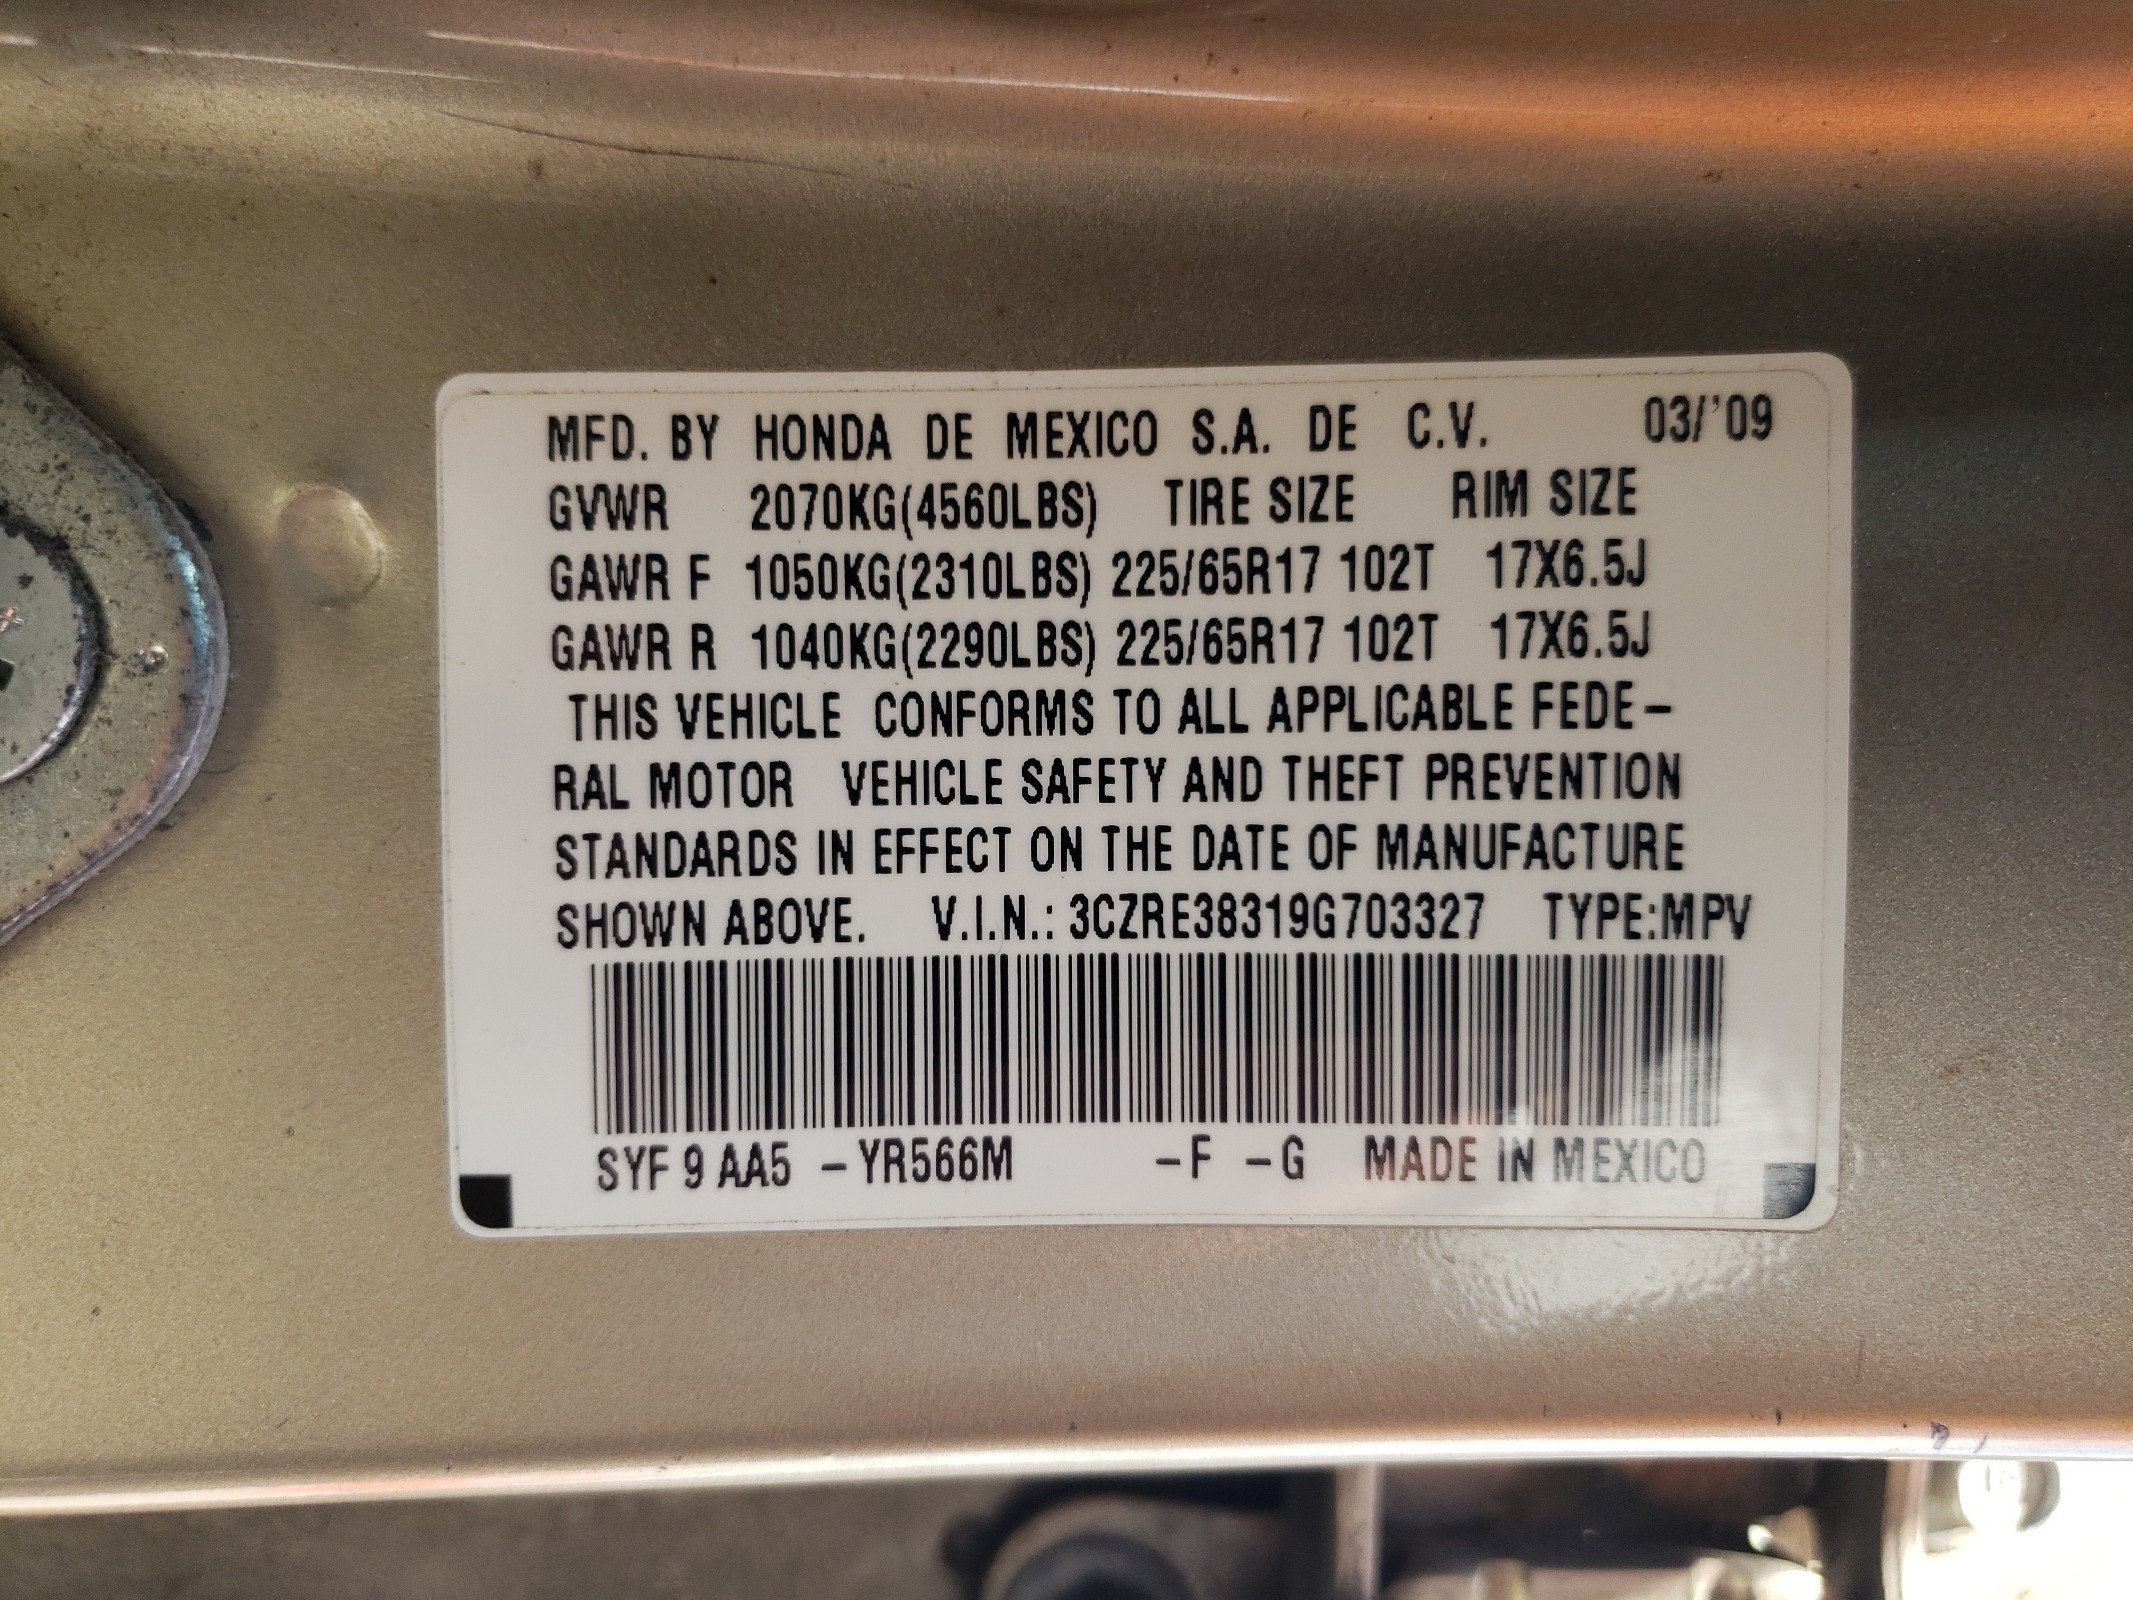 MFD. BY HONDA DE MEXICO S.A. DE C.V. 03/'09
GVWR 2070KG(4560LBS) TIRE SIZE RIM SIZE
GAWR F 1050KG(2310LBS) 225/65R17 102T 17X6.5J
GAWR R 1040KG(2290LBS) 225/65R17 102T 17X6.5J
THIS VEHICLE CONFORMS TO ALL APPLICABLE FEDE-
RAL MOTOR VEHICLE SAFETY AND THEFT PREVENTION
STANDARDS IN EFFECT ON THE DATE OF MANUFACTURE
SHOWN ABOVE. V.I.N.: 3CZRE38319G703327 TYPE:MPV
SYF 9 AA5 -YR566M -F -G MADE IN MEXICO